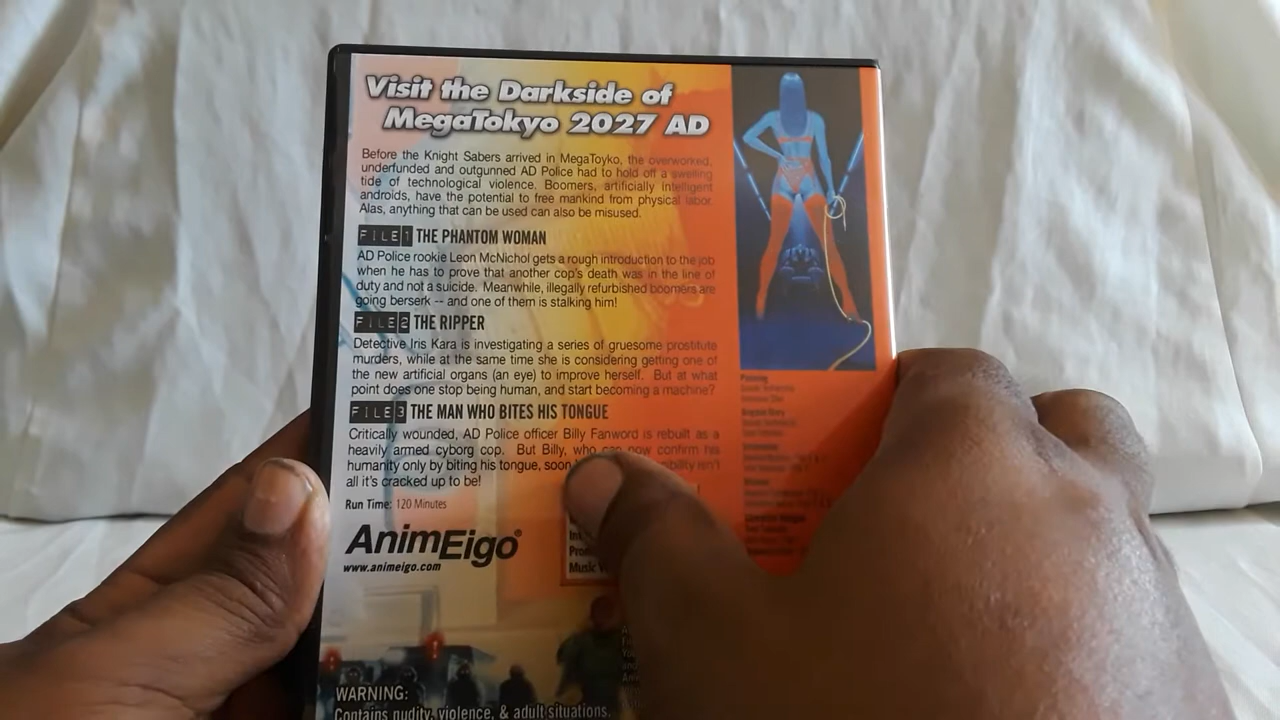 Visit the Darkside of
MegaTokyo 2027 AD
Before the Knight Sabers arrived in MegaToyko, the overworked,
underfunded and outgunned AD Police had to hold off a swelling
tide of technological violence. Boomers, artificially intelligent
androids, have the potential to free mankind from physical labor.
Alas, anything that can be used can also be misused.
FILE 1 THE PHANTOM WOMAN
AD Police rookie Leon McNichol gets a rough introduction to the job
when he has to prove that another cop's death was in the line of
duty and not a suicide. Meanwhile, illegally refurbished boomers are
going berserk -- and one of them is stalking him!
FILE 2 THE RIPPER
Detective Iris Kara is investigating a series of gruesome prostitute
murders, while at the same time she is considering getting one of
the new artificial organs (an eye) to improve herself. But at what
point does one stop being human, and start becoming a machine?
FILE 3 THE MAN WHO BITES HIS TONGUE
Critically wounded, AD Police officer Billy Fanword is rebuilt as a
heavily armed cyborg cop. But Billy, who can now confirm his
humanity only by biting his tongue, soon isn't
all it's cracked up to be!
Run Time: 120 Minutes
AnimEigo®
www.animeigo.com
Music
WARNING:
Contains nudity, violence, & adult situations.